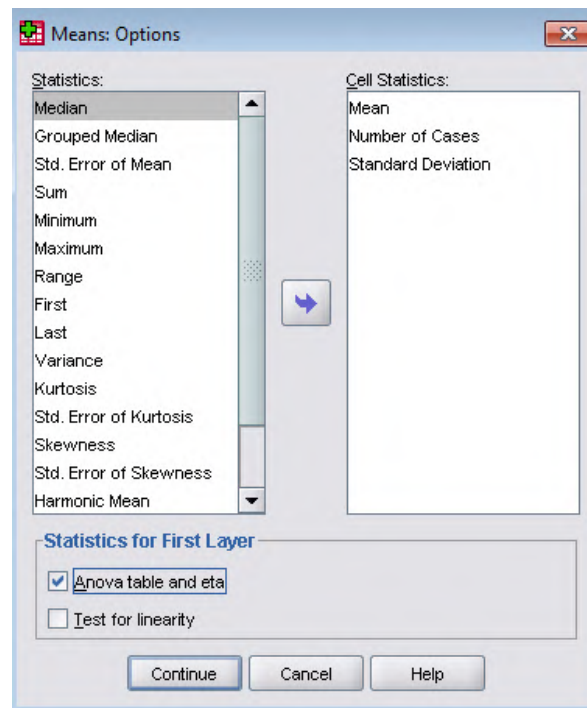 Means: Options
Statistics:
Median
Grouped Median
Std. Error of Mean
Sum
Minimum
Maximum
Range
First
Last
Variance
Kurtosis
Std. Error of Kurtosis
Skewness
Std. Error of Skewness
Harmonic Mean
Cell Statistics:
Mean
Number of Cases
Standard Deviation
Statistics for First Layer
Anova table and eta
Test for linearity
Continue
Cancel
Help